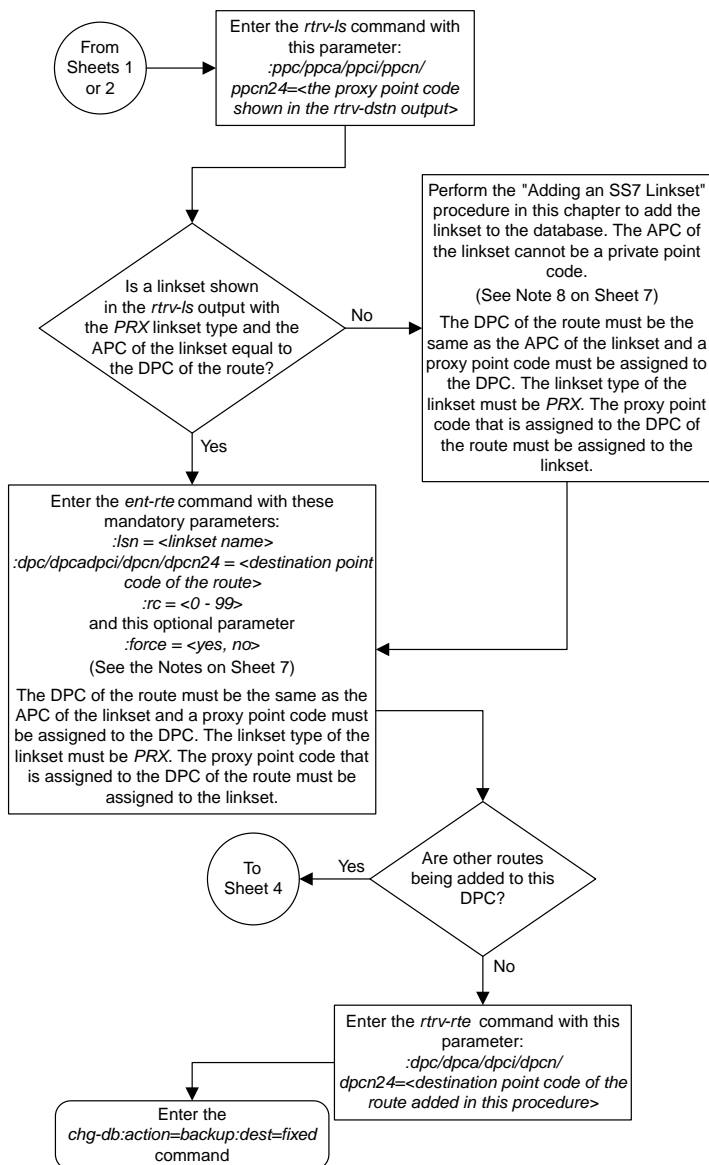 From
Sheets 1
or 2
Enter the rtrv-ls command with
this parameter:
:ppc/ppca/ppci/ppcn/
ppcn24=<the proxy point code
shown in the rtrv-dstn output>
Is a linkset shown
in the rtrv-ls output with
the PRX linkset type and the
APC of the linkset equal to
the DPC of the route?
No
Yes
Perform the "Adding an SS7 Linkset"
procedure in this chapter to add the
linkset to the database. The APC of
the linkset cannot be a private point
code.
(See Note 8 on Sheet 7)
The DPC of the route must be the
same as the APC of the linkset and a
proxy point code must be assigned to
the DPC. The linkset type of the
linkset must be PRX. The proxy point
code that is assigned to the DPC of
the route must be assigned to the
linkset.
Enter the ent-rte command with these
mandatory parameters:
:lsn = <linkset name>
:dpc/dpcadpci/dpcn/dpcn24 = <destination point
code of the route>
:rc = <0 - 99>
and this optional parameter
:force = <yes, no>
(See the Notes on Sheet 7)
The DPC of the route must be the same as the
APC of the linkset and a proxy point code must
be assigned to the DPC. The linkset type of the
linkset must be PRX. The proxy point code that
is assigned to the DPC of the route must be
assigned to the linkset.
Are other routes
being added to this
DPC?
Yes
To
Sheet 4
No
Enter the rtrv-rte command with this
parameter:
:dpc/dpca/dpci/dpcn/
dpcn24=<destination point code of the
route added in this procedure>
Enter the
chg-db:action=backup:dest=fixed
command